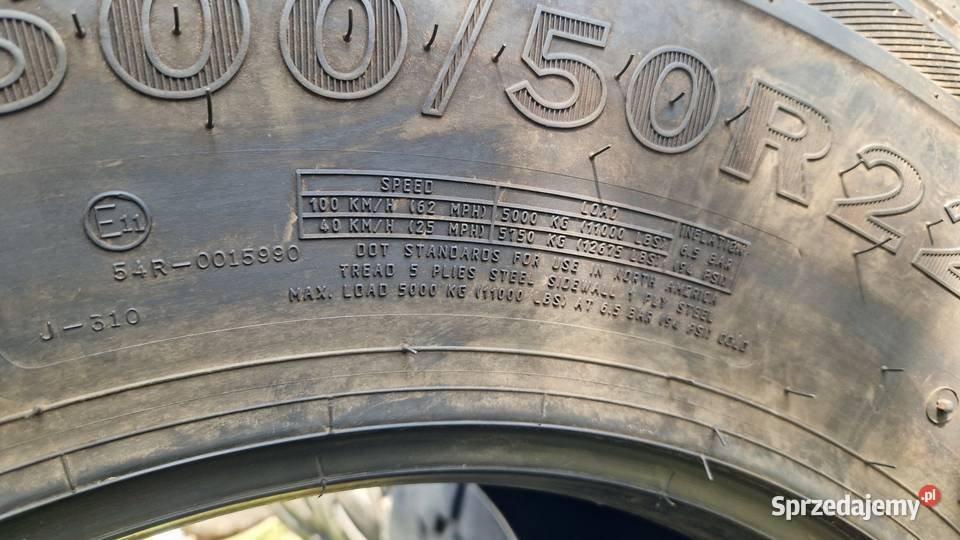 600/50R22
SPEED LOAD INFLATION
100 KM/H (62 MPH) 5000 KG (11000 LBS) 6.5 BAR
40 KM/H (25 MPH) 5750 KG (12675 LBS) (94 PSI)
DOT STANDARDS FOR USE IN NORTH AMERICA
TREAD 5 PLIES STEEL SIDEWALL 1 PLY STEEL
MAX. LOAD 5000 KG (11000 LBS) AT 6.5 BAR (94 PSI) COLD
E11
54R-0015990
J-310
Sprzedajemy.pl